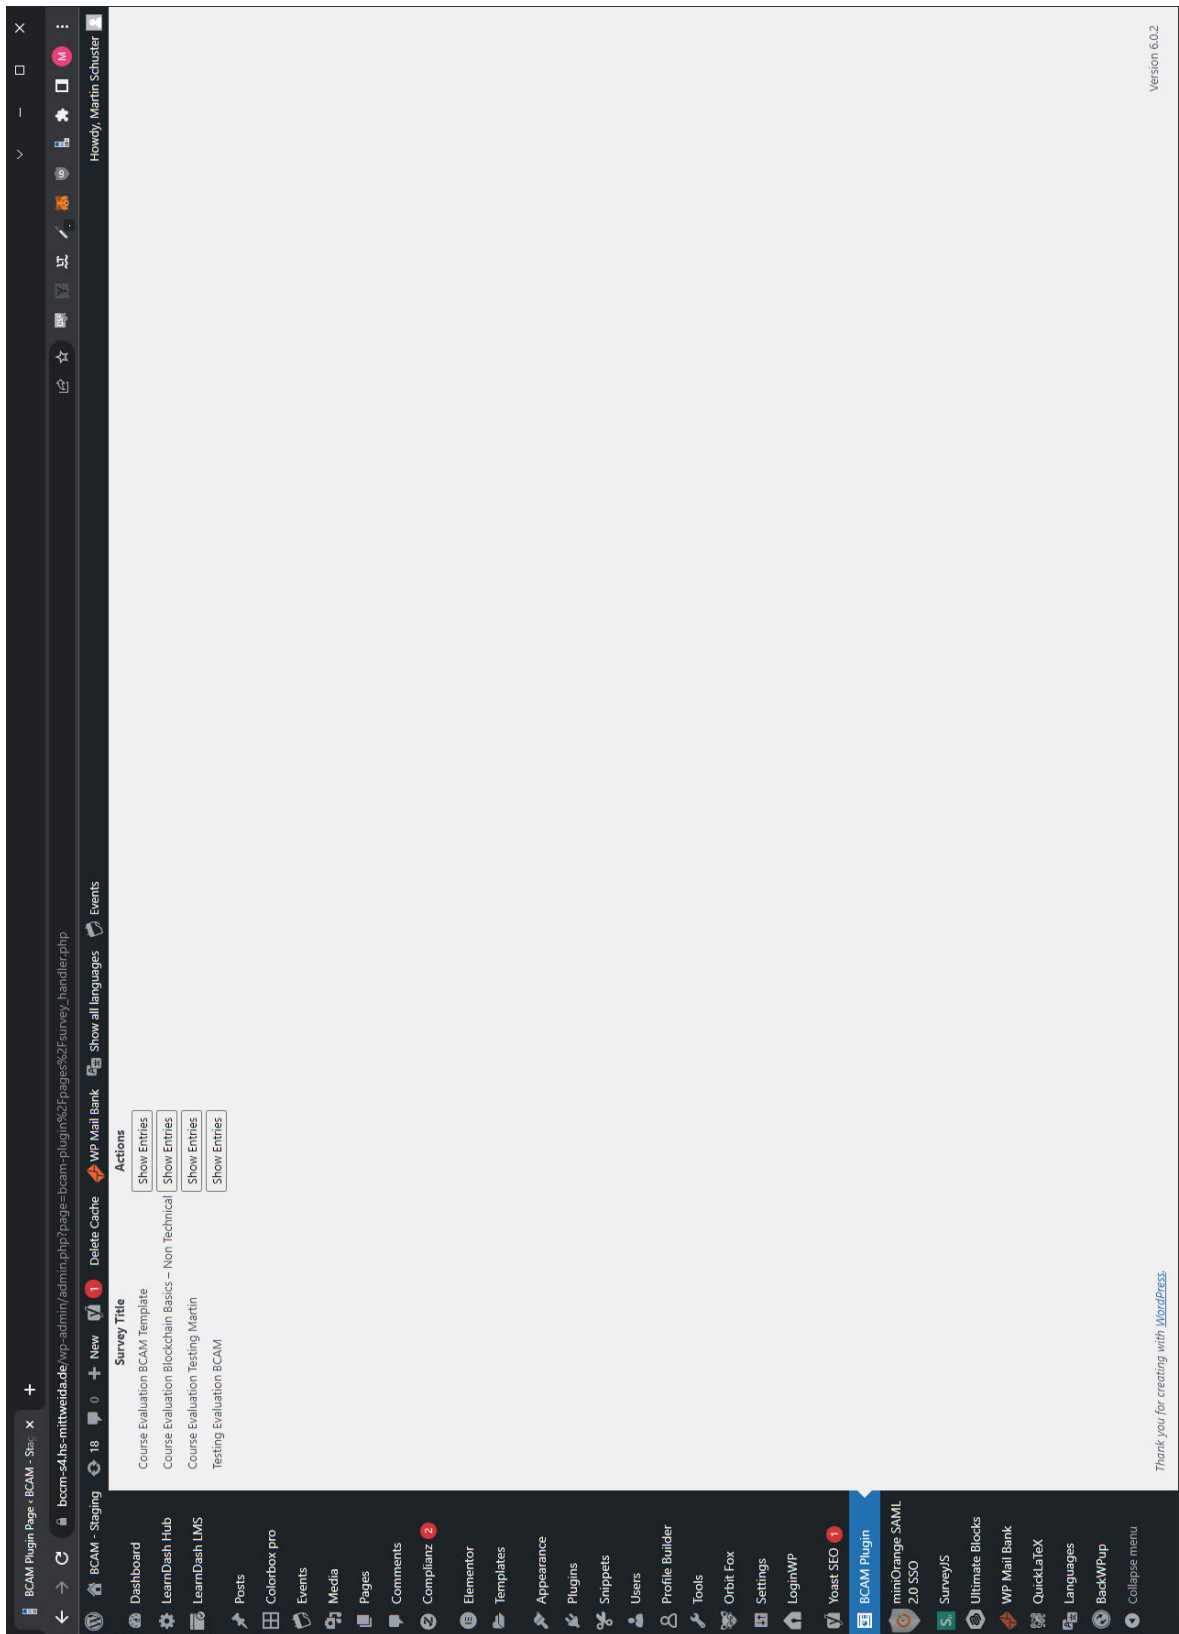 BCAM Plugin Page ‹ BCAM - Stag
bccm-s4.hs-mittweida.de/wp-admin/admin.php?page=bcam-plugin%2Fpages%2Fsurvey_handler.php
M
BCAM - Staging 18 0 + New 1 Delete Cache WP Mail Bank Show all languages Events Howdy, Martin Schuster
Dashboard
LearnDash Hub
LearnDash LMS
Posts
Colorbox pro
Events
Media
Pages
Comments
Complianz 2
Elementor
Templates
Appearance
Plugins
Snippets
Users
Profile Builder
Tools
Orbit Fox
Settings
LoginWP
Yoast SEO 1
BCAM Plugin
miniOrange SAML
2.0 SSO
SurveyJS
Ultimate Blocks
WP Mail Bank
QuickLaTeX
Languages
BackWPup
Collapse menu
Survey Title Actions
Course Evaluation BCAM Template Show Entries
Course Evaluation Blockchain Basics – Non Technical Show Entries
Course Evaluation Testing Martin Show Entries
Testing Evaluation BCAM Show Entries
Thank you for creating with WordPress. Version 6.0.2